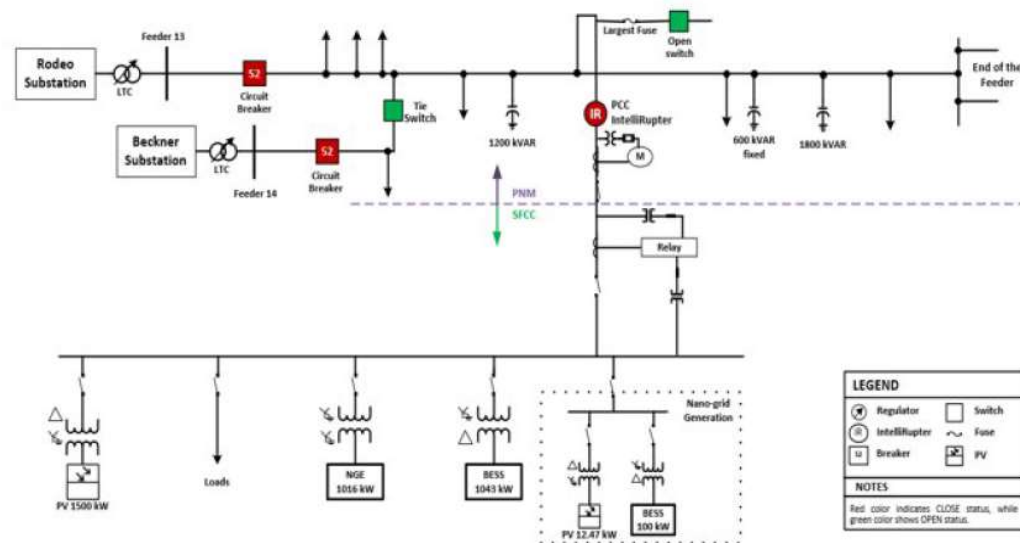 Feeder 13
Rodeo
Substation
LTC
52
Circuit
Breaker
Largest Fuse
Open
switch
End of the
Feeder
Tie
Switch
Beckner
Substation
LTC
Feeder 14
52
Circuit
Breaker
1200 kVAR
IR
PCC
IntelliRupter
M
600 kVAR
fixed
1800 kVAR
PNM
SFCC
Relay
PV 1500 kW
Loads
NGE
1016 kW
BESS
1043 kW
Nano-grid
Generation
PV 12.47 kW
BESS
100 kW
LEGEND
Regulator
Switch
IR
IntelliRupter
Fuse
Breaker
PV
NOTES
Red color indicates CLOSE status, while
green color shows OPEN status.